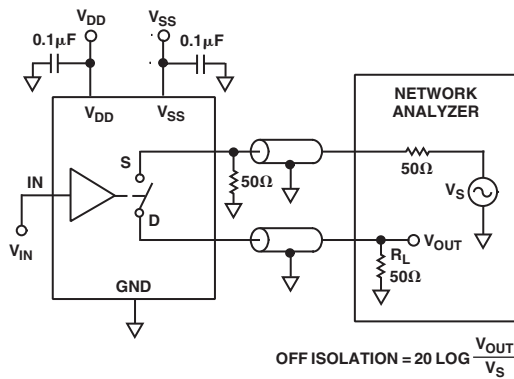 VDD
VSS
0.1µF
0.1µF
VDD
VSS
NETWORK
ANALYZER
S
50Ω
IN
50Ω
VS
D
VIN
VOUT
RL
50Ω
GND
OFF ISOLATION = 20 LOG VOUT/VS